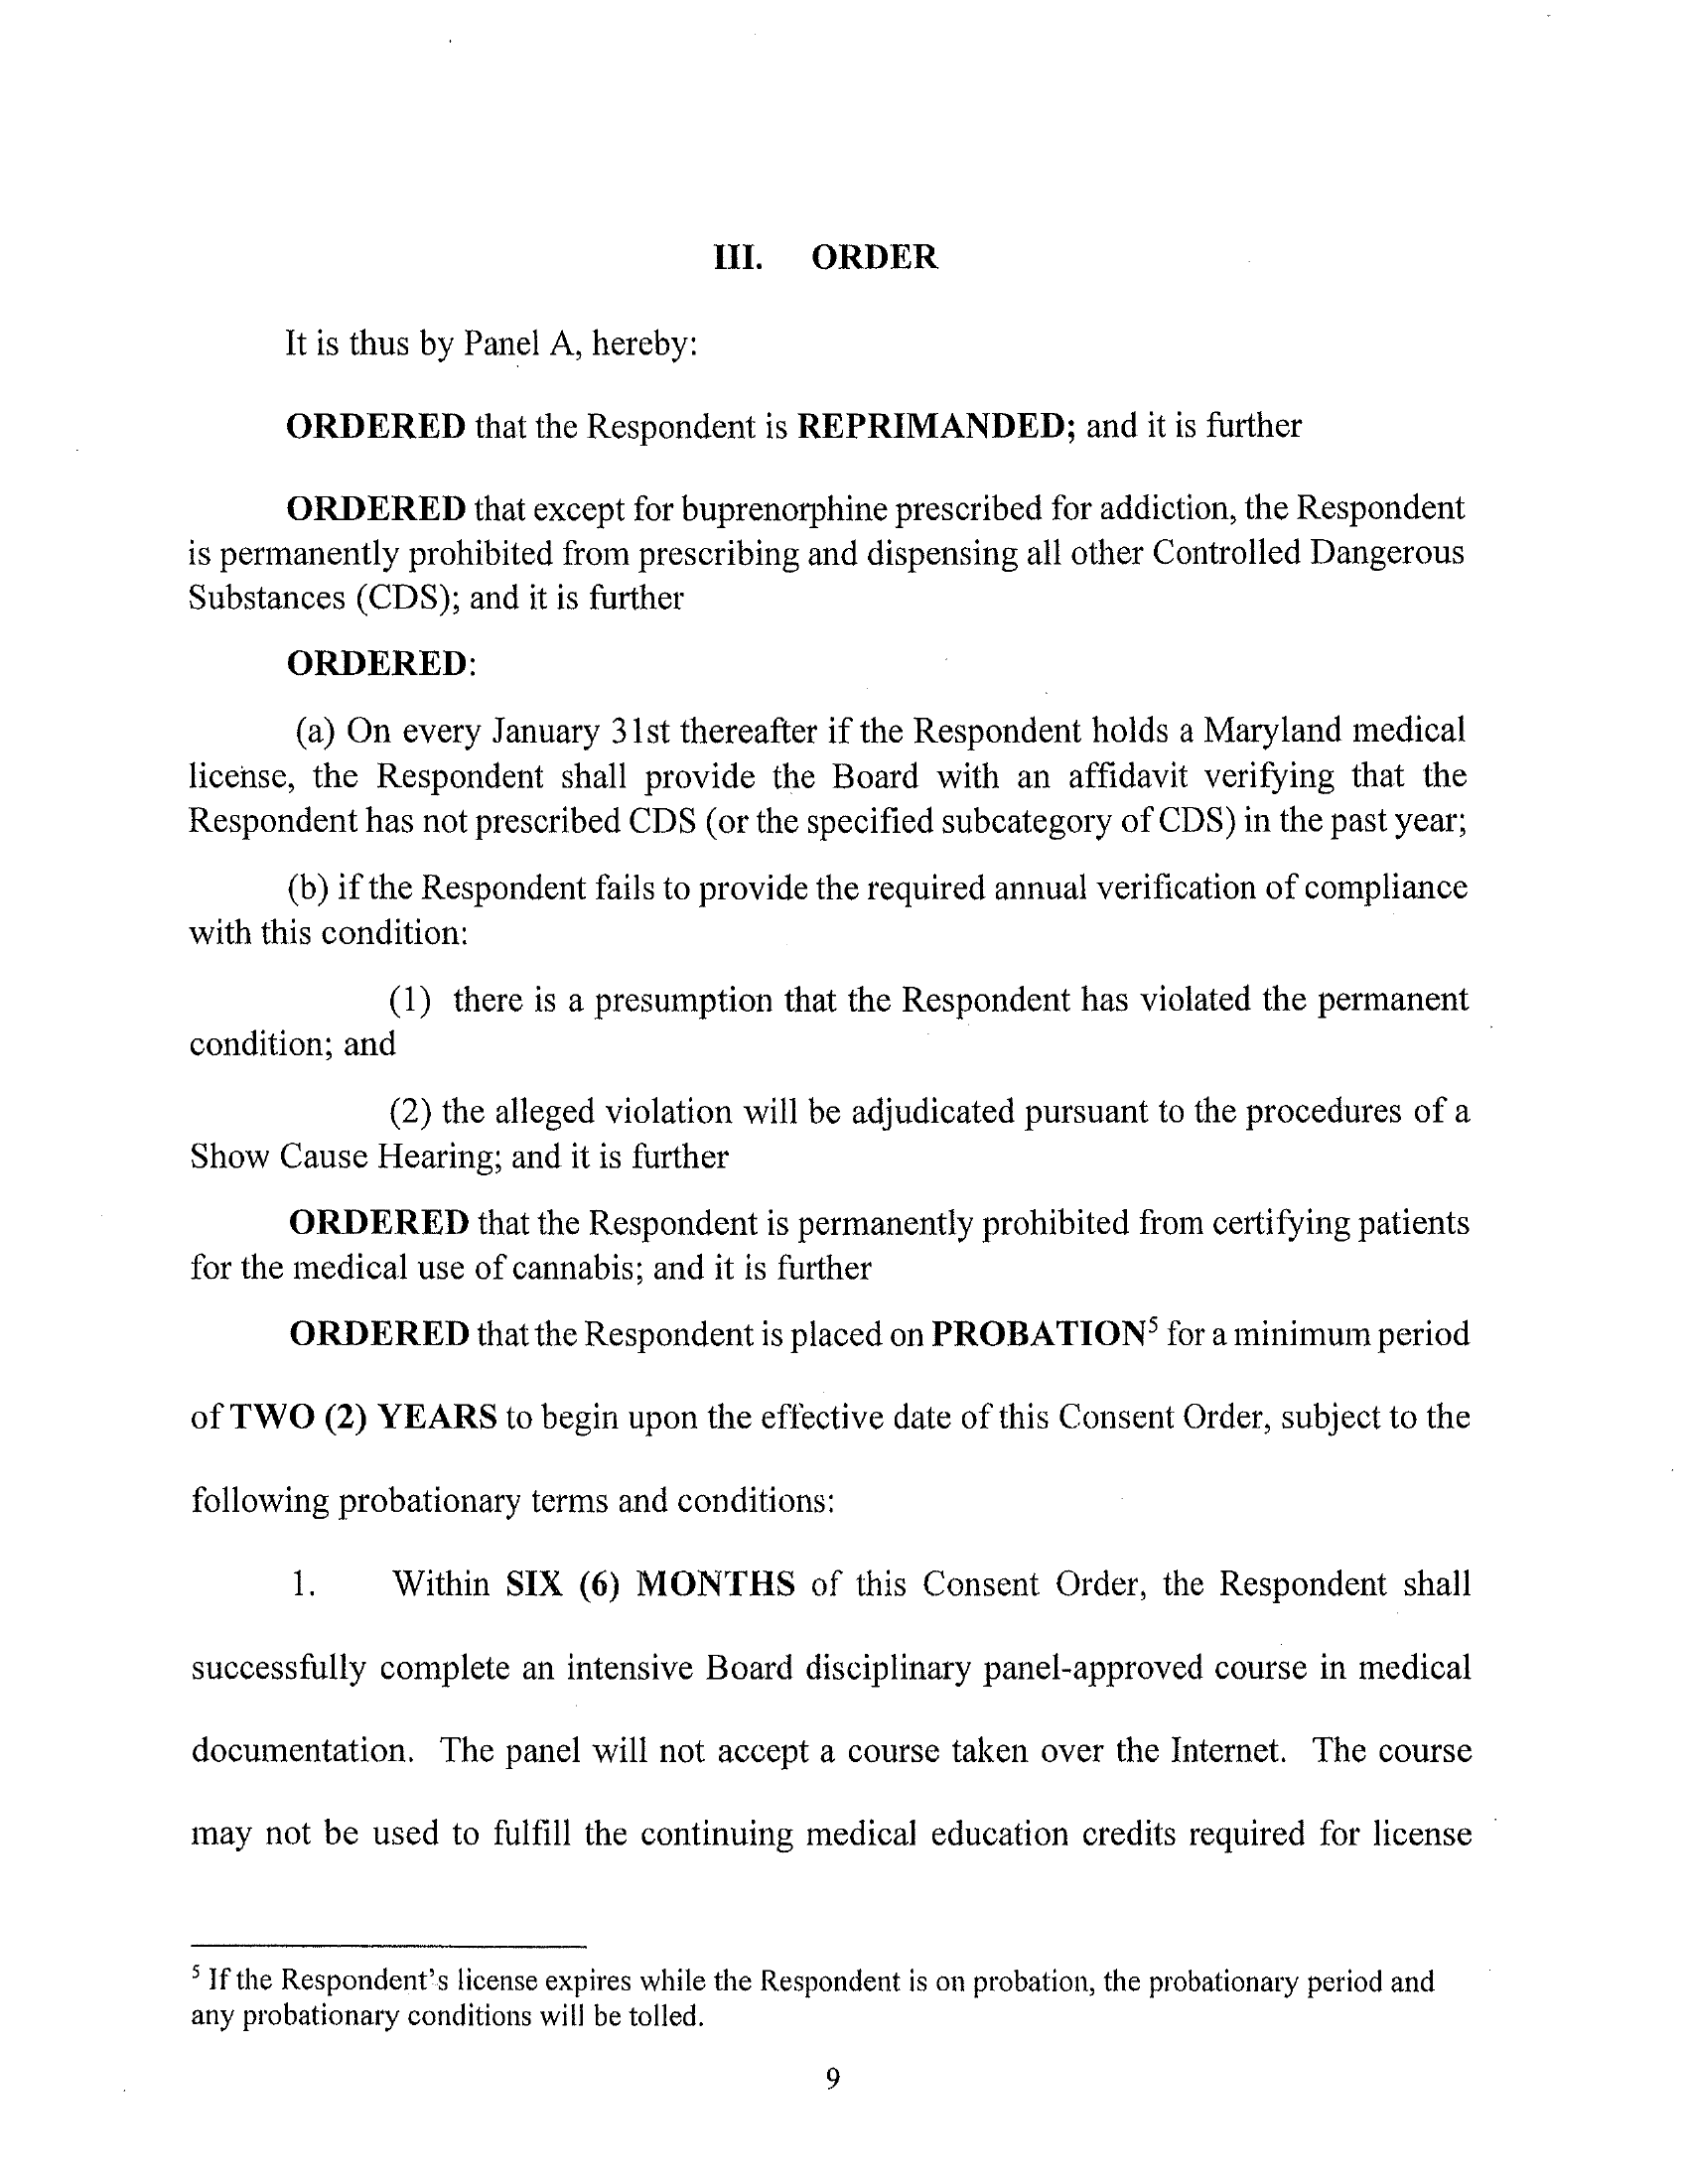 III. ORDER
It is thus by Panel A, hereby:
ORDERED that the Respondent is REPRIMANDED; and it is further
ORDERED that except for buprenorphine prescribed for addiction, the Respondent
is permanently prohibited from prescribing and dispensing all other Controlled Dangerous
Substances (CDS); and it is further
ORDERED:
(a) On every January 31st thereafter if the Respondent holds a Maryland medical
license, the Respondent shall provide the Board with an affidavit verifying that the
Respondent has not prescribed CDS (or the specified subcategory of CDS) in the past year;
(b) if the Respondent fails to provide the required annual verification of compliance
with this condition:
(1) there is a presumption that the Respondent has violated the permanent
condition; and
(2) the alleged violation will be adjudicated pursuant to the procedures of a
Show Cause Hearing; and it is further
ORDERED that the Respondent is permanently prohibited from certifying patients
for the medical use of cannabis; and it is further
ORDERED that the Respondent is placed on PROBATION⁵ for a minimum period
of TWO (2) YEARS to begin upon the effective date of this Consent Order, subject to the
following probationary terms and conditions:
1. Within SIX (6) MONTHS of this Consent Order, the Respondent shall
successfully complete an intensive Board disciplinary panel-approved course in medical
documentation. The panel will not accept a course taken over the Internet. The course
may not be used to fulfill the continuing medical education credits required for license
⁵ If the Respondent's license expires while the Respondent is on probation, the probationary period and
any probationary conditions will be tolled.
9